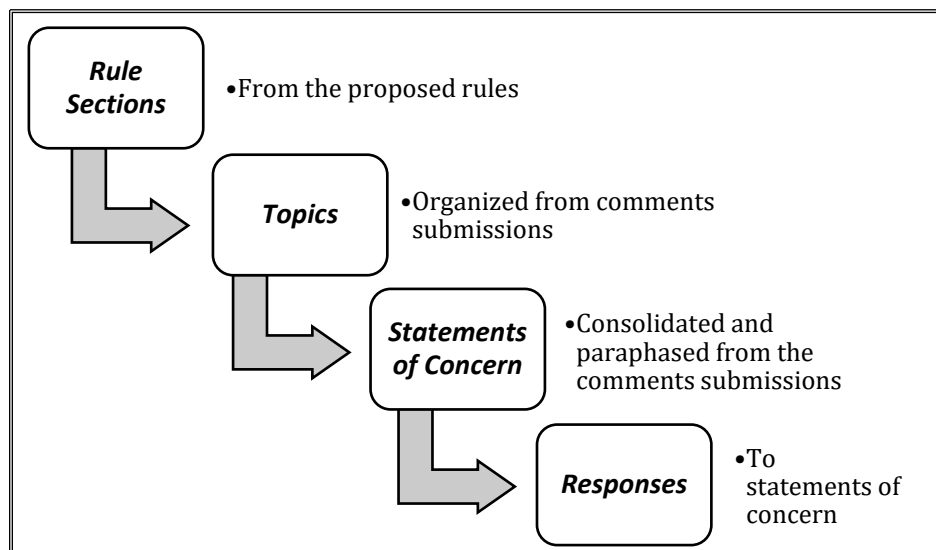 Rule
Sections
•From the proposed rules
Topics
•Organized from comments
submissions
Statements
of Concern
•Consolidated and
paraphased from the
comments submissions
Responses
•To
statements of
concern